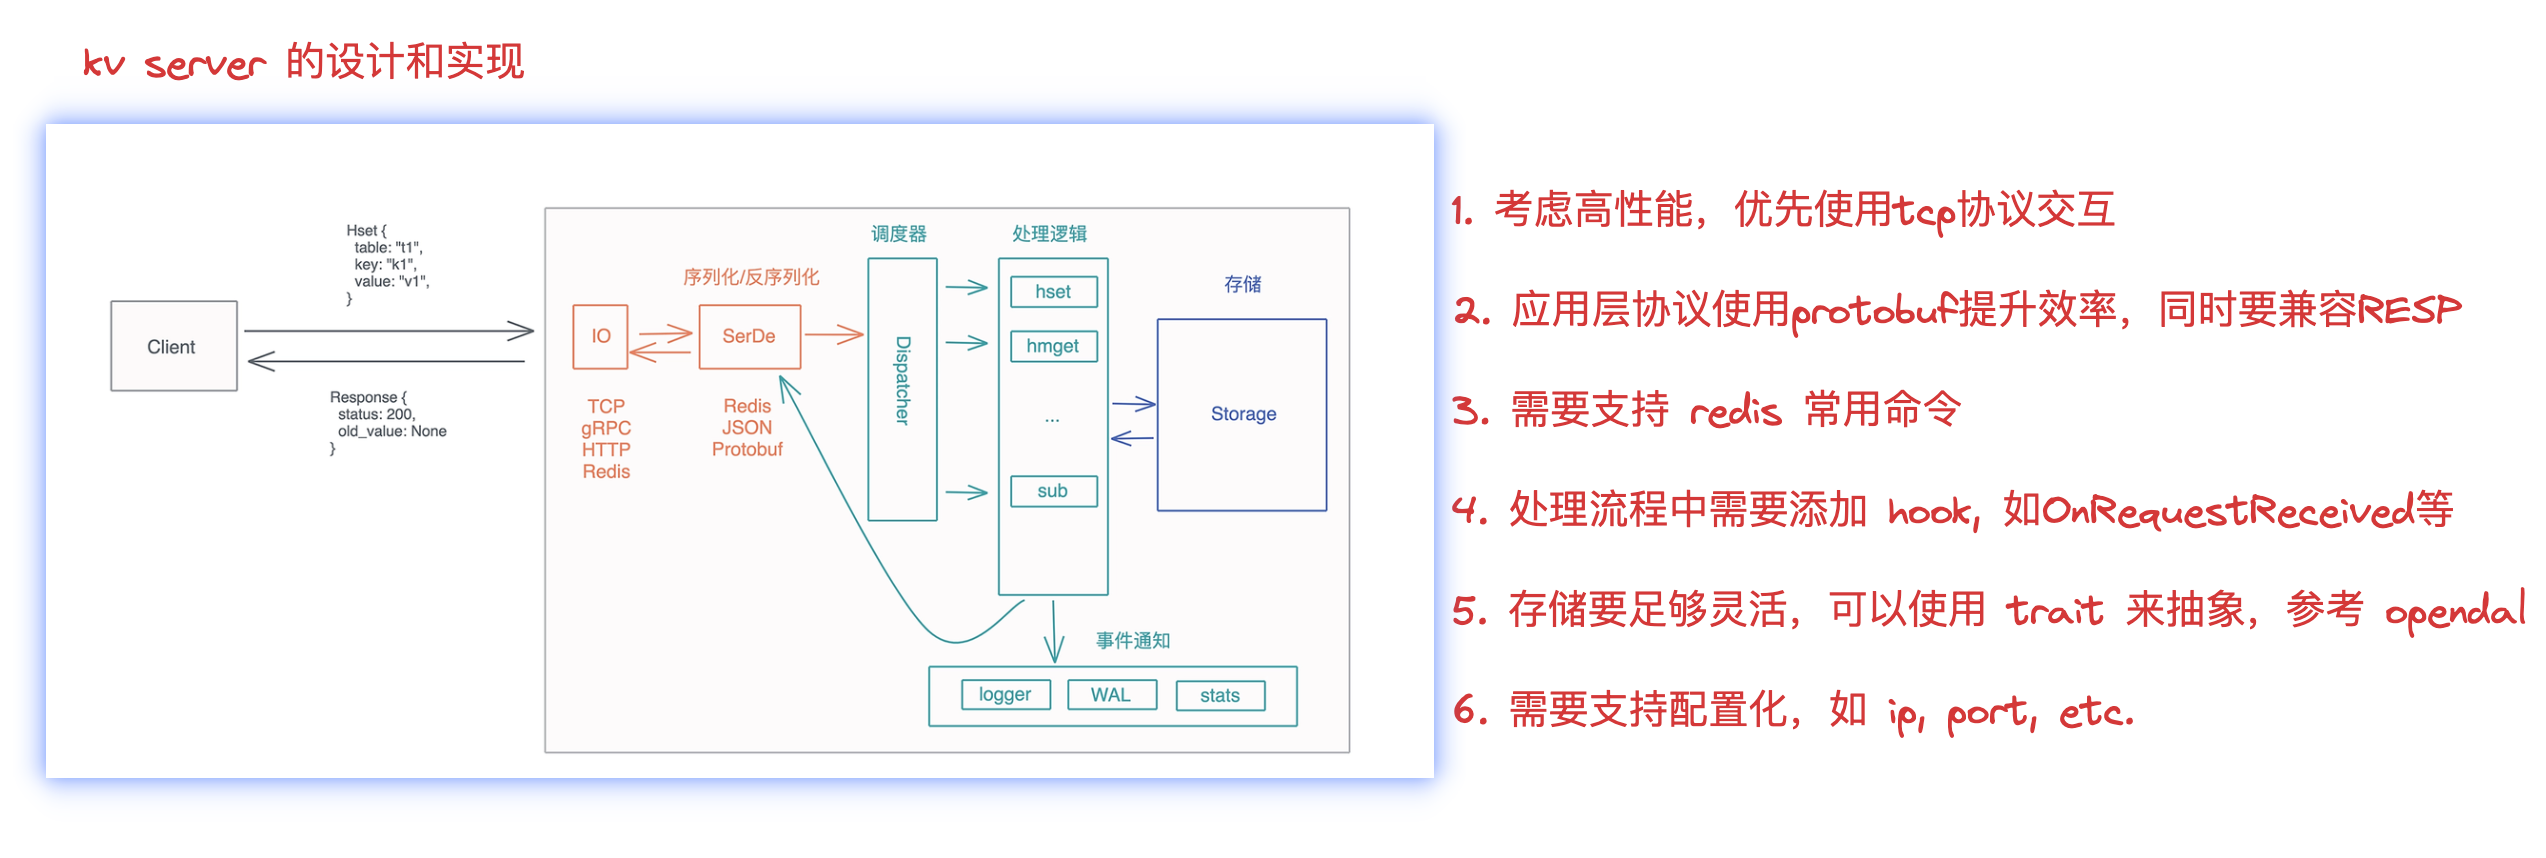 kv server 的设计和实现
Hset {
table: "t1",
key: "k1",
value: "v1",
}
Client
Response {
status: 200,
old_value: None
}
IO
TCP
gRPC
HTTP
Redis
序列化/反序列化
SerDe
Redis
JSON
Protobuf
调度器
Dispatcher
处理逻辑
hset
hmget
...
sub
存储
Storage
事件通知
logger
WAL
stats
1. 考虑高性能，优先使用tcp协议交互
2. 应用层协议使用protobuf提升效率，同时要兼容RESP
3. 需要支持 redis 常用命令
4. 处理流程中需要添加 hook, 如OnRequestReceived等
5. 存储要足够灵活，可以使用 trait 来抽象，参考 opendal
6. 需要支持配置化，如 ip, port, etc.